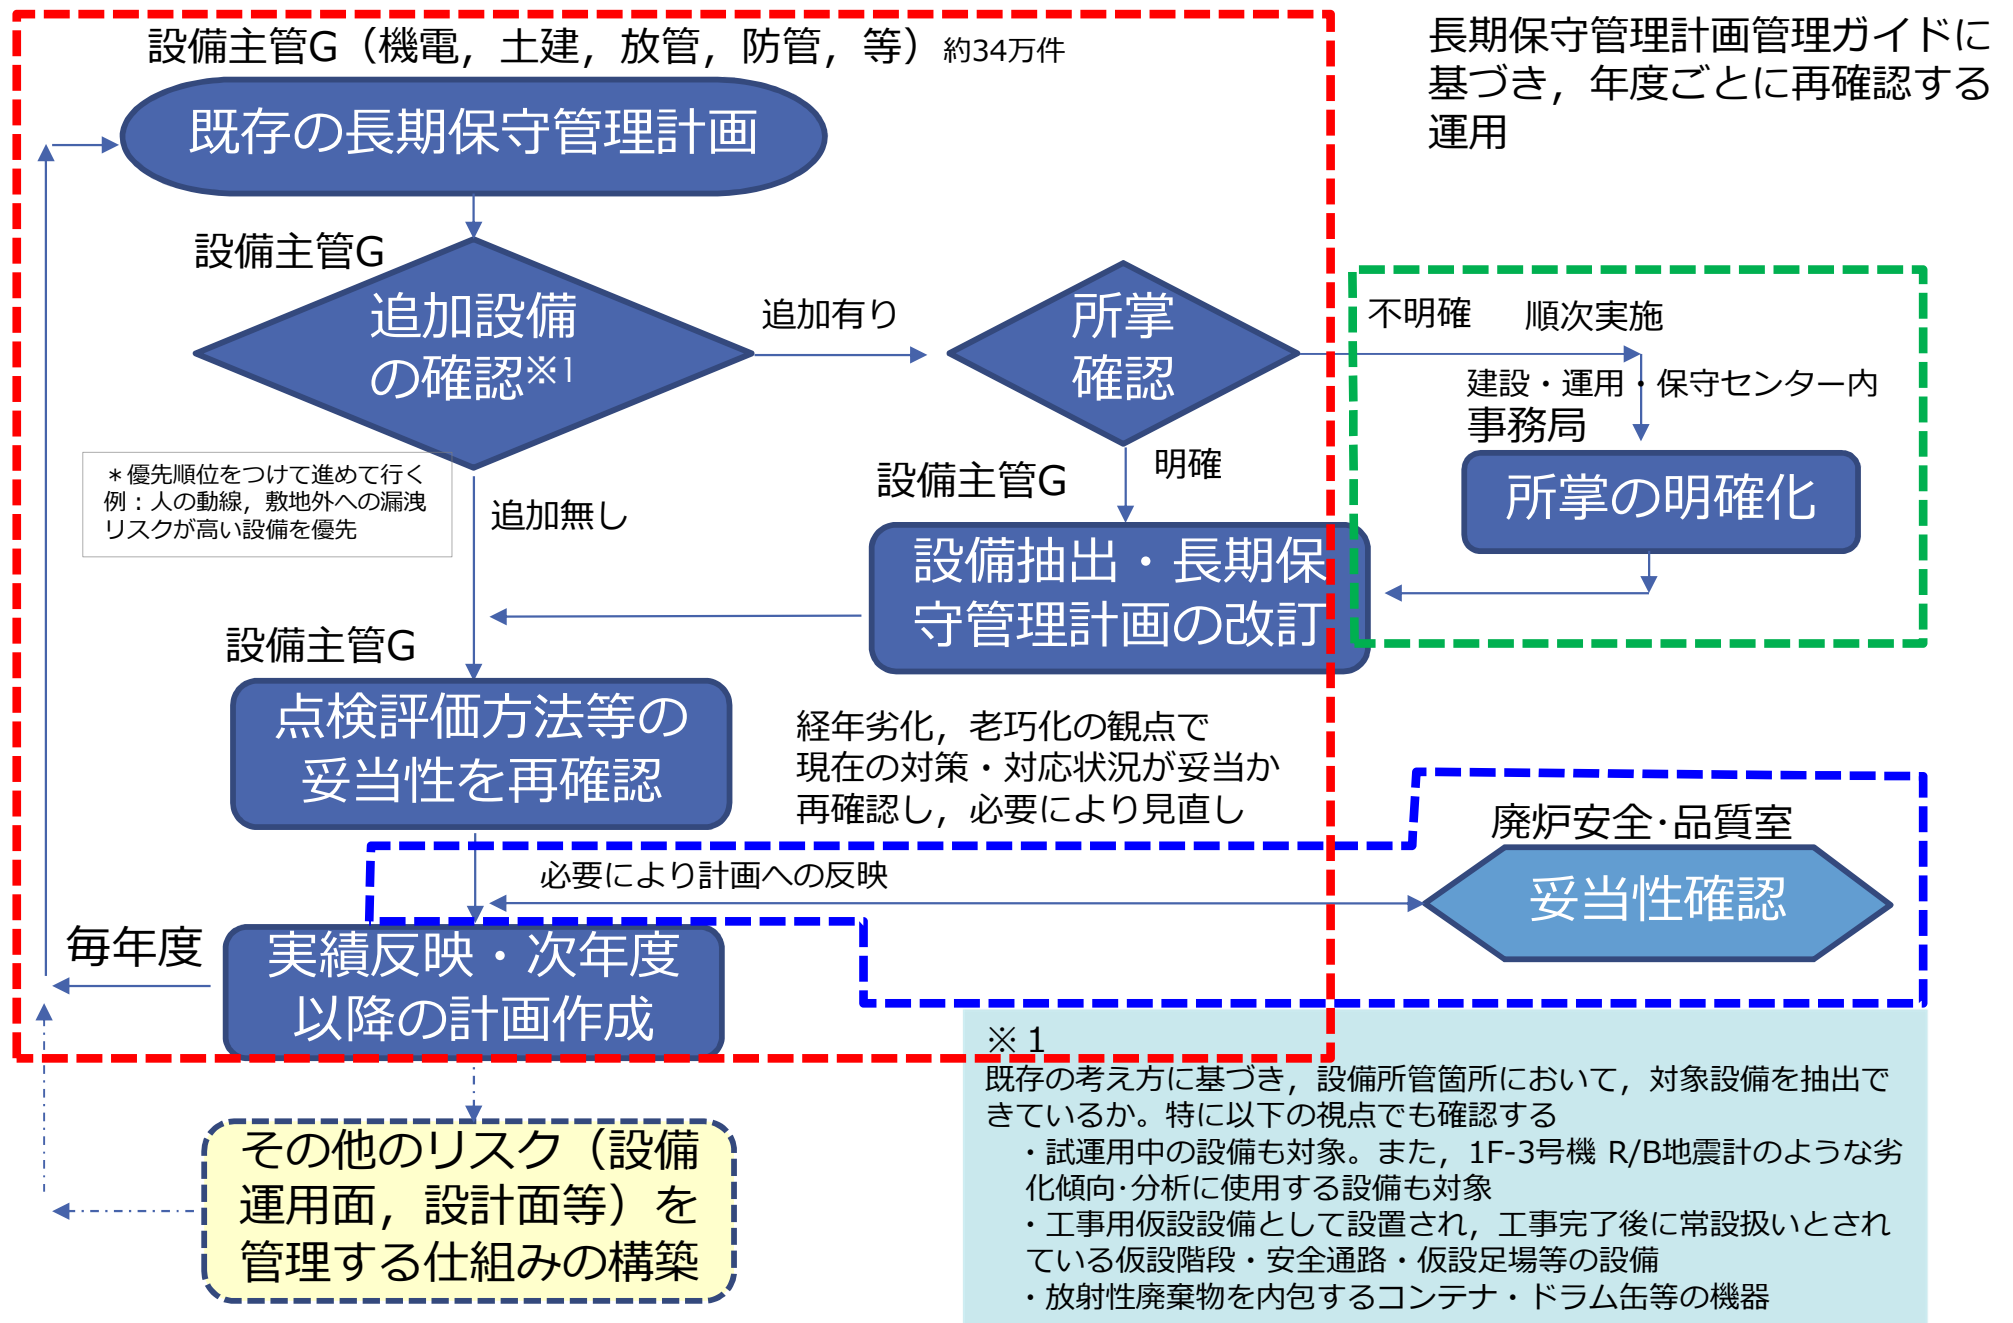 設備主管G（機電，土建，放管，防管，等）約34万件
長期保守管理計画管理ガイドに
基づき，年度ごとに再確認する
運用
既存の長期保守管理計画
設備主管G
追加設備
の確認※1
追加有り
所掌
確認
不明確
順次実施
建設・運用・保守センター内
事務局
所掌の明確化
＊優先順位をつけて進めて行く
例：人の動線，敷地外への漏洩
リスクが高い設備を優先
追加無し
明確
設備主管G
設備抽出・長期保
守管理計画の改訂
設備主管G
点検評価方法等の
妥当性を再確認
経年劣化，老巧化の観点で
現在の対策・対応状況が妥当か
再確認し，必要により見直し
廃炉安全･品質室
妥当性確認
必要により計画への反映
毎年度
実績反映・次年度
以降の計画作成
その他のリスク（設備
運用面，設計面等）を
管理する仕組みの構築
※１
既存の考え方に基づき，設備所管箇所において，対象設備を抽出で
きているか。特に以下の視点でも確認する
・試運用中の設備も対象。また，1F-3号機 R/B地震計のような劣
化傾向･分析に使用する設備も対象
・工事用仮設設備として設置され，工事完了後に常設扱いとされ
ている仮設階段・安全通路・仮設足場等の設備
・放射性廃棄物を内包するコンテナ・ドラム缶等の機器